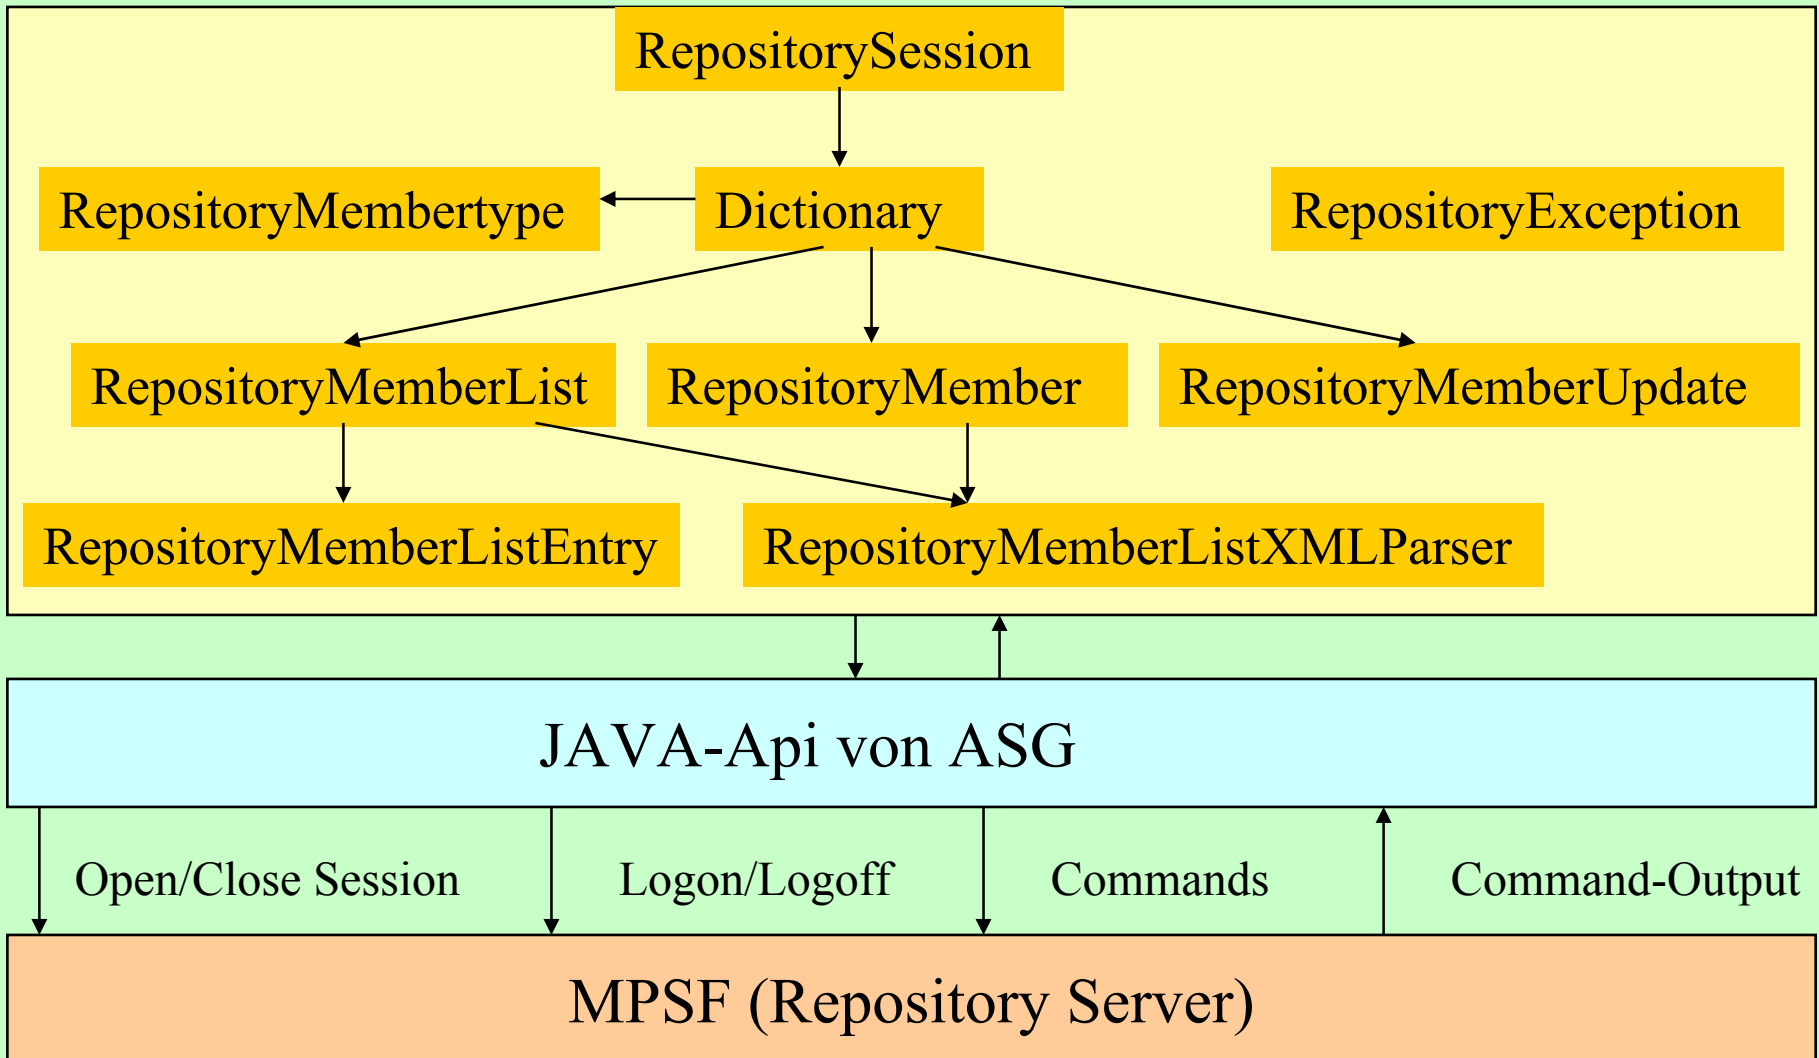 RepositorySession
RepositoryMembertype
Dictionary
RepositoryException
RepositoryMemberList
RepositoryMember
RepositoryMemberUpdate
RepositoryMemberListEntry
RepositoryMemberListXMLParser
JAVA-Api von ASG
Open/Close Session
Logon/Logoff
Commands
Command-Output
MPSF (Repository Server)